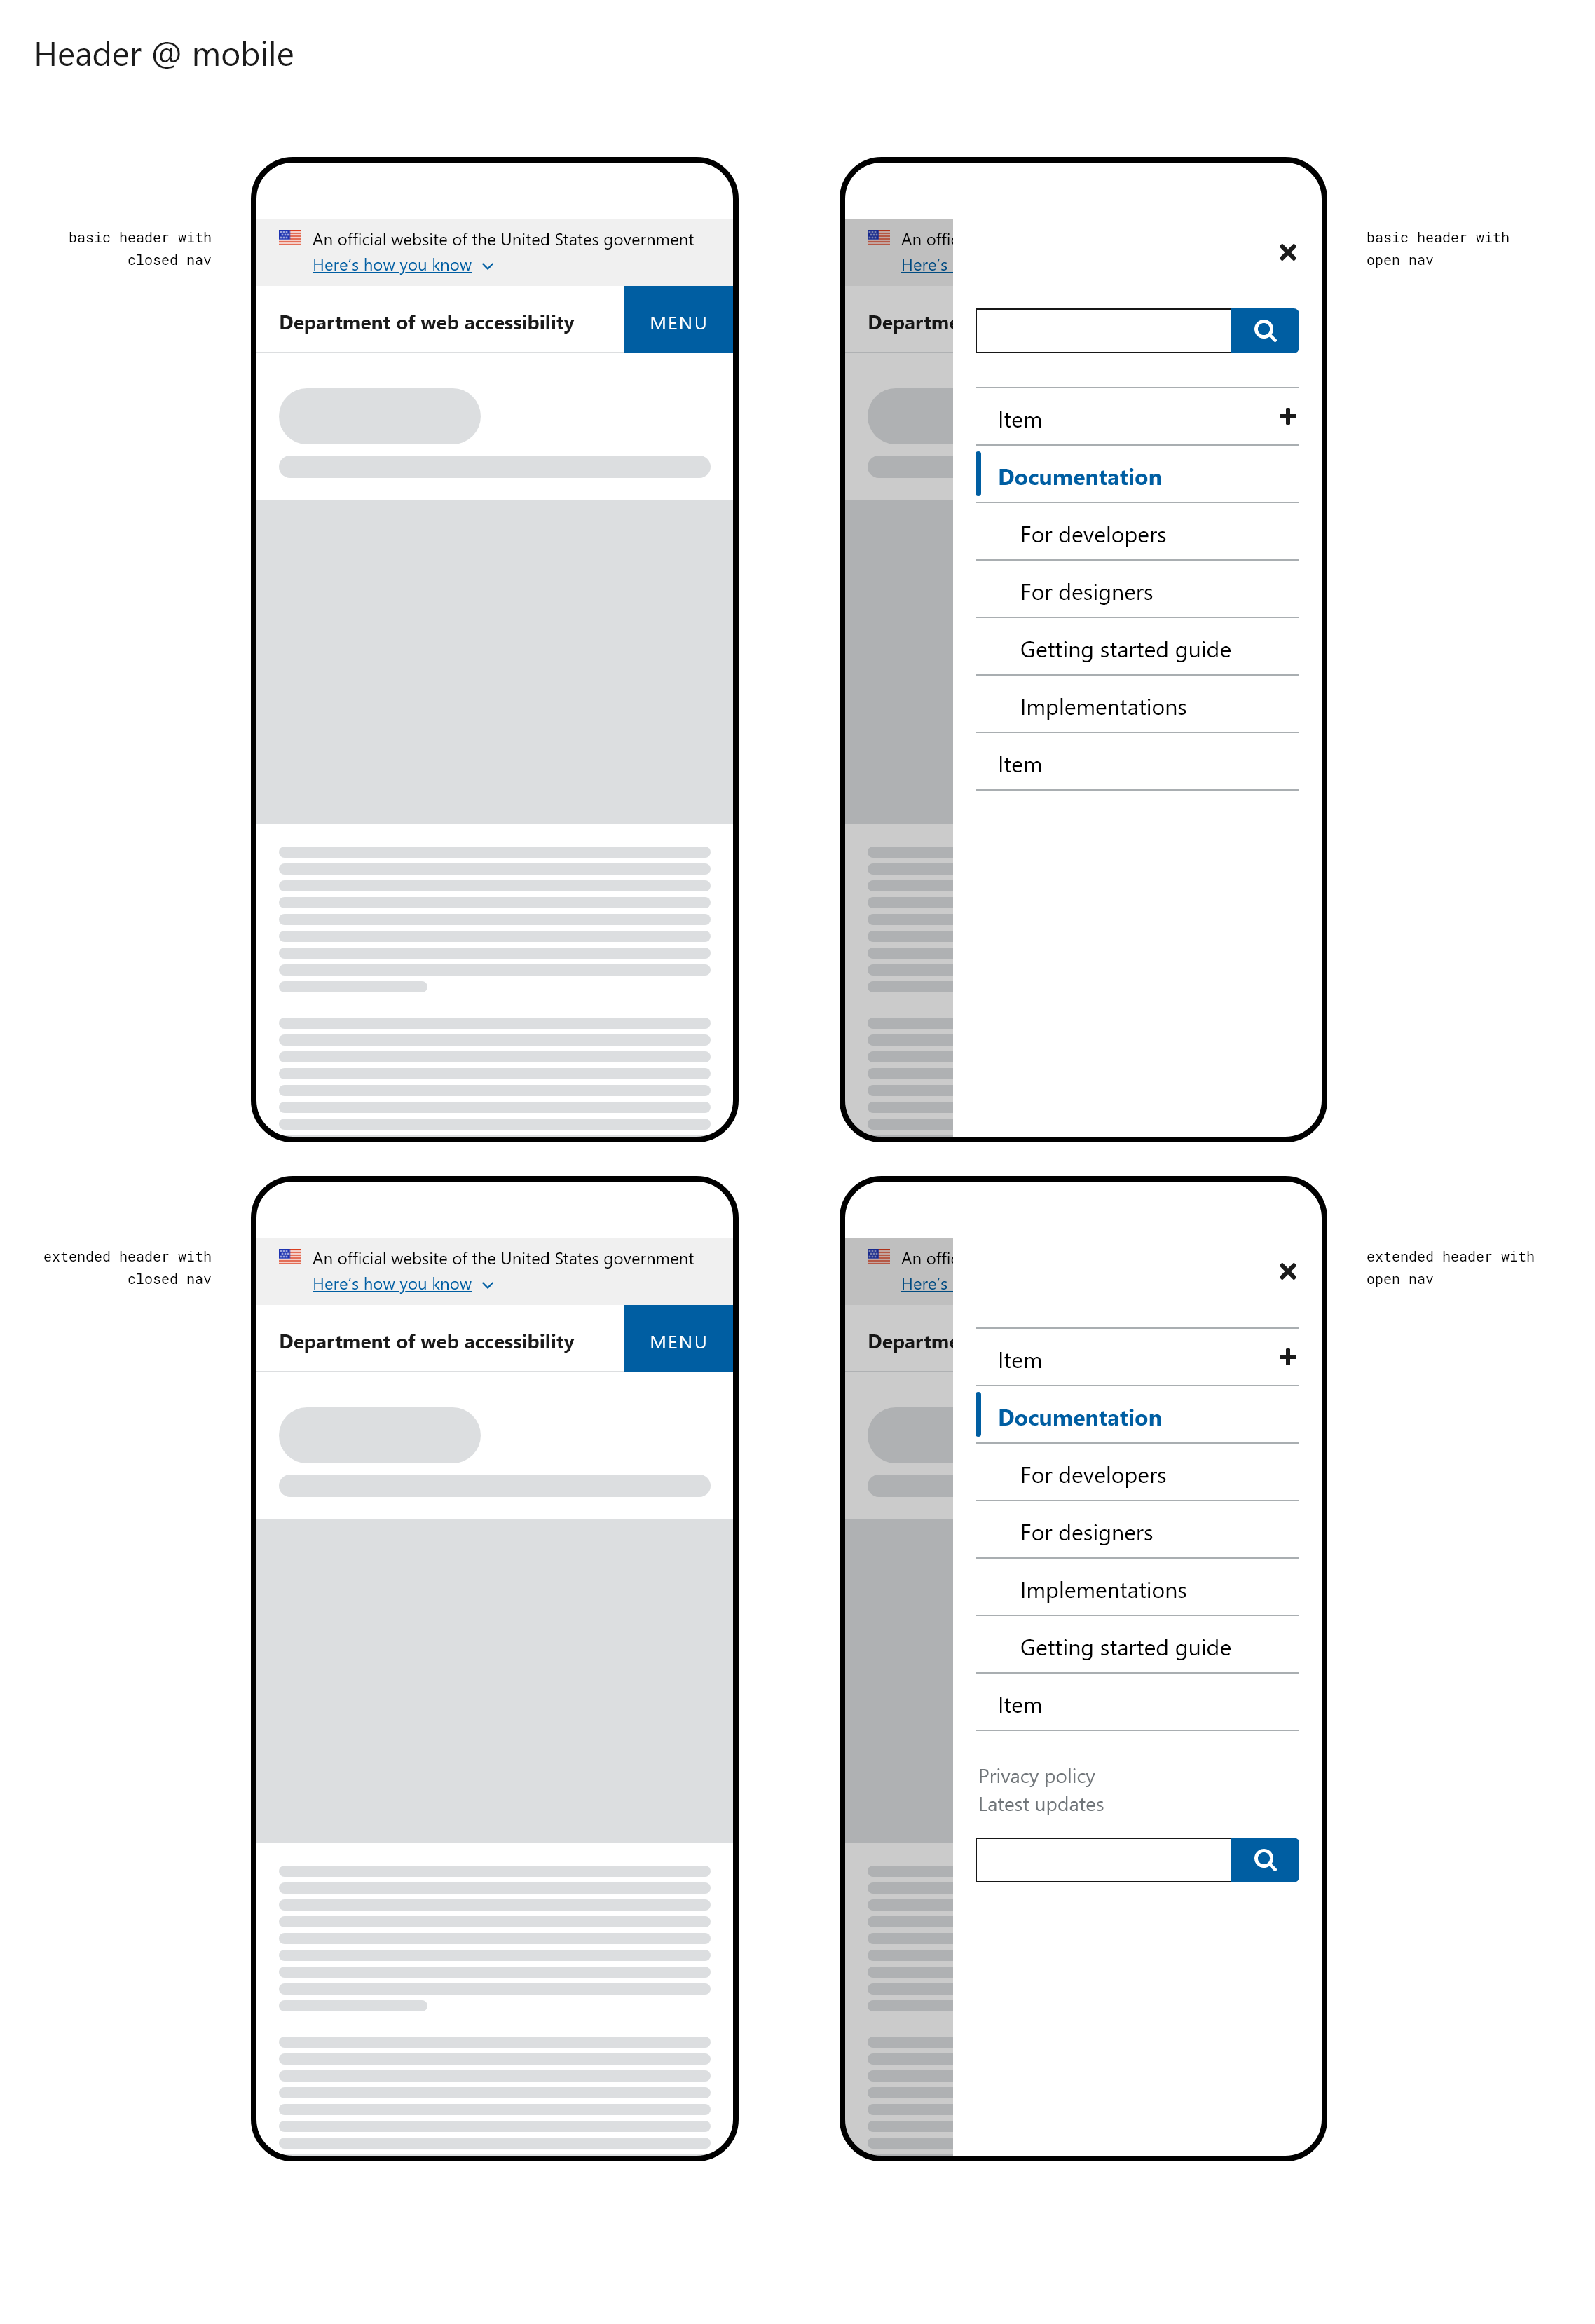 Header @ mobile
basic header with
closed nav
An official website of the United States government
Here’s how you know
Department of web accessibility
MENU
An offic
Here’s
Departme
Item
Documentation
For developers
For designers
Getting started guide
Implementations
Item
basic header with
open nav
extended header with
closed nav
An official website of the United States government
Here’s how you know
Department of web accessibility
MENU
An offic
Here’s
Departme
Item
Documentation
For developers
For designers
Implementations
Getting started guide
Item
Privacy policy
Latest updates
extended header with
open nav